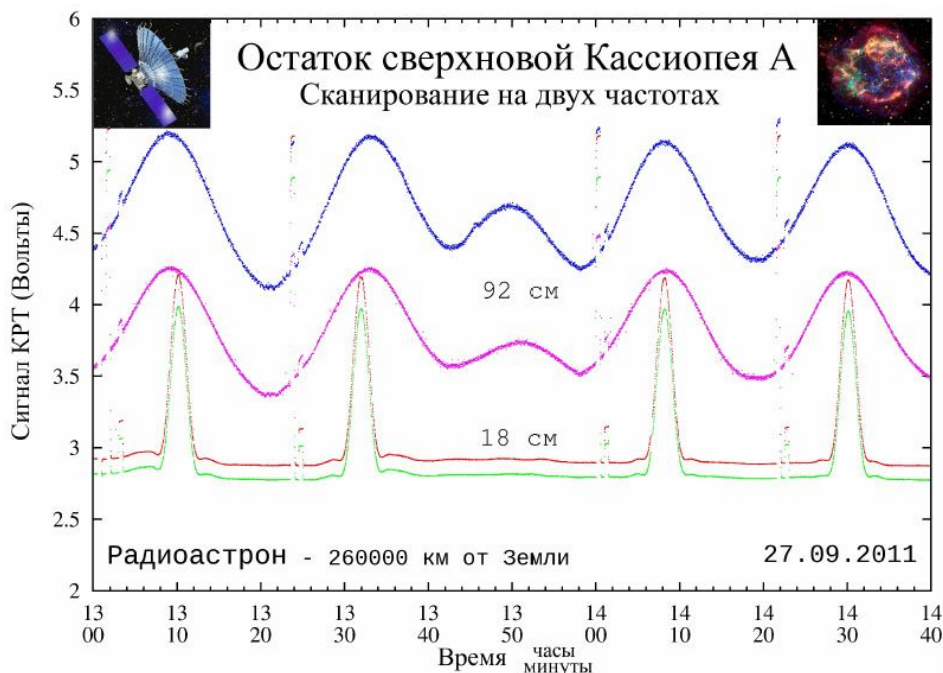 Остаток сверхновой Кассиопея А
Сканирование на двух частотах
Сигнал КРТ (Вольты)
6
5.5
5
4.5
4
3.5
3
2.5
2
92 см
18 см
Радиоастрон - 260000 км от Земли
27.09.2011
13 13 13 13 13 13 14 14 14 14 14
00 10 20 30 40 50 00 10 20 30 40
Время часы
минуты